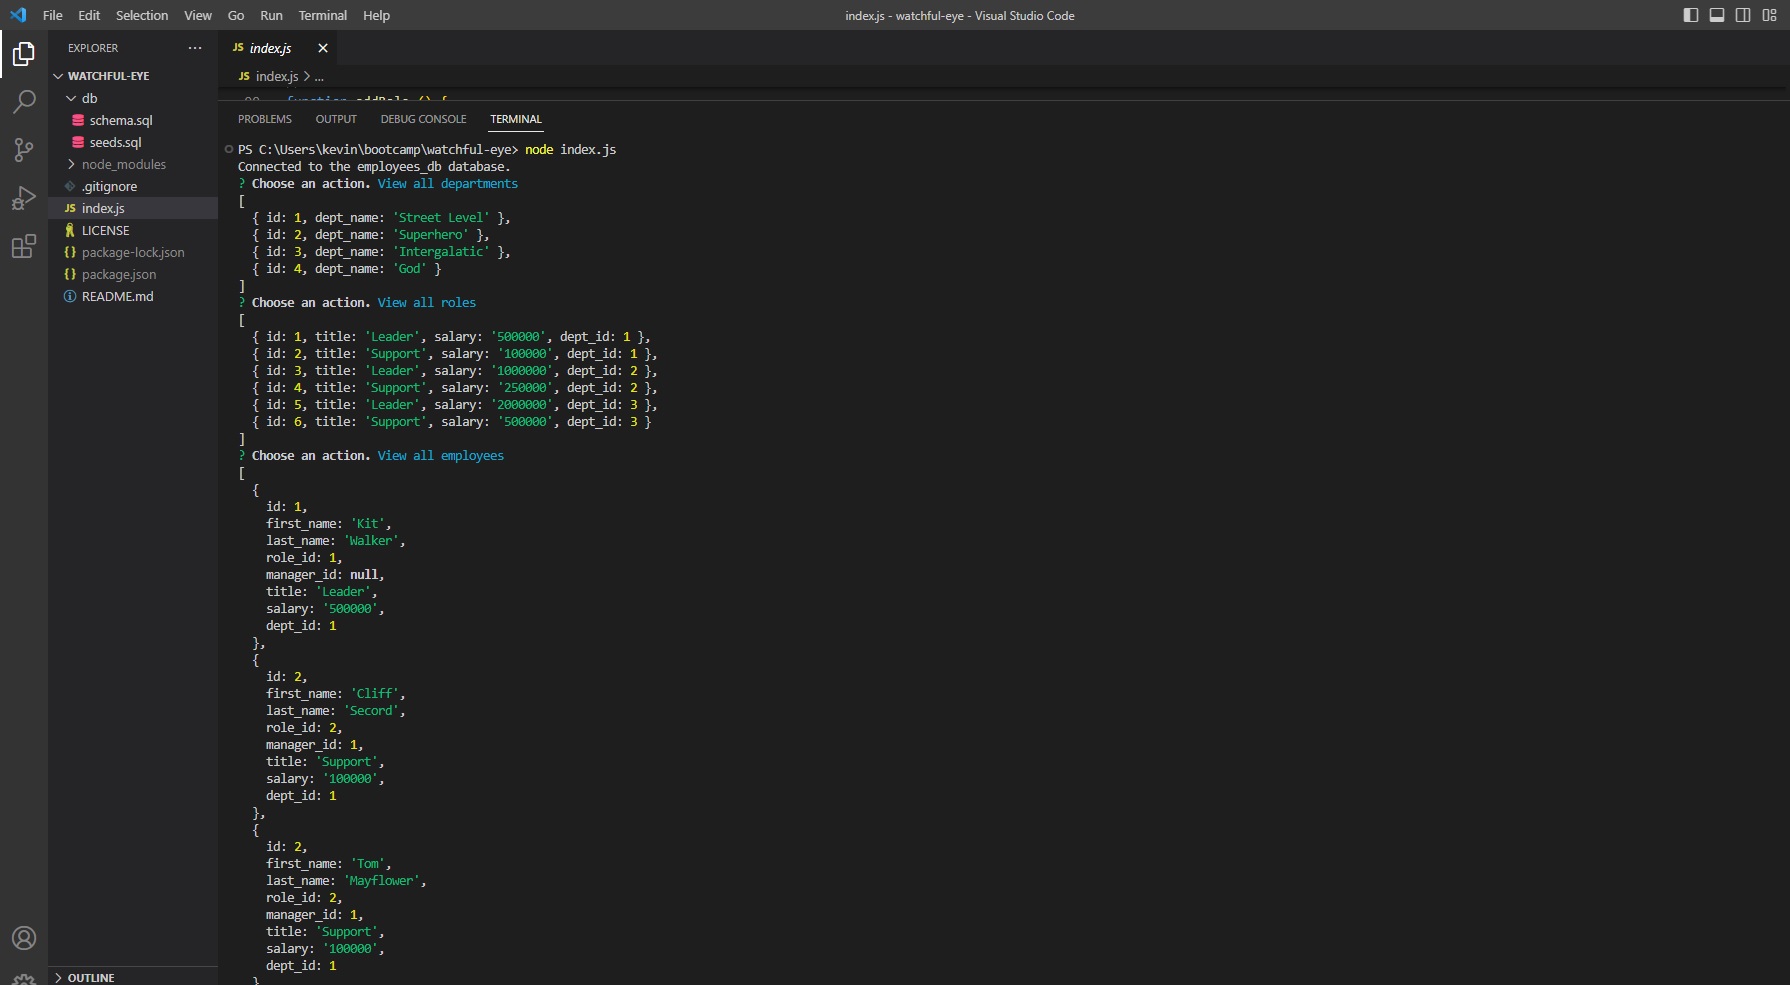 File Edit Selection View Go Run Terminal Help
index.js - watchful-eye - Visual Studio Code
EXPLORER
WATCHFUL-EYE
db
schema.sql
seeds.sql
node_modules
.gitignore
JS index.js
LICENSE
{} package-lock.json
{} package.json
README.md
OUTLINE
JS index.js
JS index.js > ...
function addRole () {
PROBLEMS OUTPUT DEBUG CONSOLE TERMINAL
PS C:\Users\kevin\bootcamp\watchful-eye> node index.js
Connected to the employees_db database.
? Choose an action. View all departments
[
  { id: 1, dept_name: 'Street Level' },
  { id: 2, dept_name: 'Superhero' },
  { id: 3, dept_name: 'Intergalatic' },
  { id: 4, dept_name: 'God' }
]
? Choose an action. View all roles
[
  { id: 1, title: 'Leader', salary: '500000', dept_id: 1 },
  { id: 2, title: 'Support', salary: '100000', dept_id: 1 },
  { id: 3, title: 'Leader', salary: '1000000', dept_id: 2 },
  { id: 4, title: 'Support', salary: '250000', dept_id: 2 },
  { id: 5, title: 'Leader', salary: '2000000', dept_id: 3 },
  { id: 6, title: 'Support', salary: '500000', dept_id: 3 }
]
? Choose an action. View all employees
[
  {
    id: 1,
    first_name: 'Kit',
    last_name: 'Walker',
    role_id: 1,
    manager_id: null,
    title: 'Leader',
    salary: '500000',
    dept_id: 1
  },
  {
    id: 2,
    first_name: 'Cliff',
    last_name: 'Secord',
    role_id: 2,
    manager_id: 1,
    title: 'Support',
    salary: '100000',
    dept_id: 1
  },
  {
    id: 2,
    first_name: 'Tom',
    last_name: 'Mayflower',
    role_id: 2,
    manager_id: 1,
    title: 'Support',
    salary: '100000',
    dept_id: 1
  }